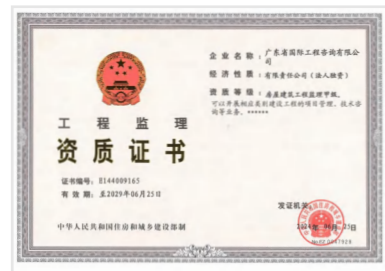 企业名称：广东省国际工程咨询有限公
司
经济性质：有限责任公司（法人独资）
资质等级：房屋建筑工程监理甲级。
可以开展相应类别建设工程的项目管理、技术咨
询等业务。******
工程监理
资质证书
证书编号：E144009165
有效期：至2029年06月25日
中华人民共和国住房和城乡建设部制
发证机关